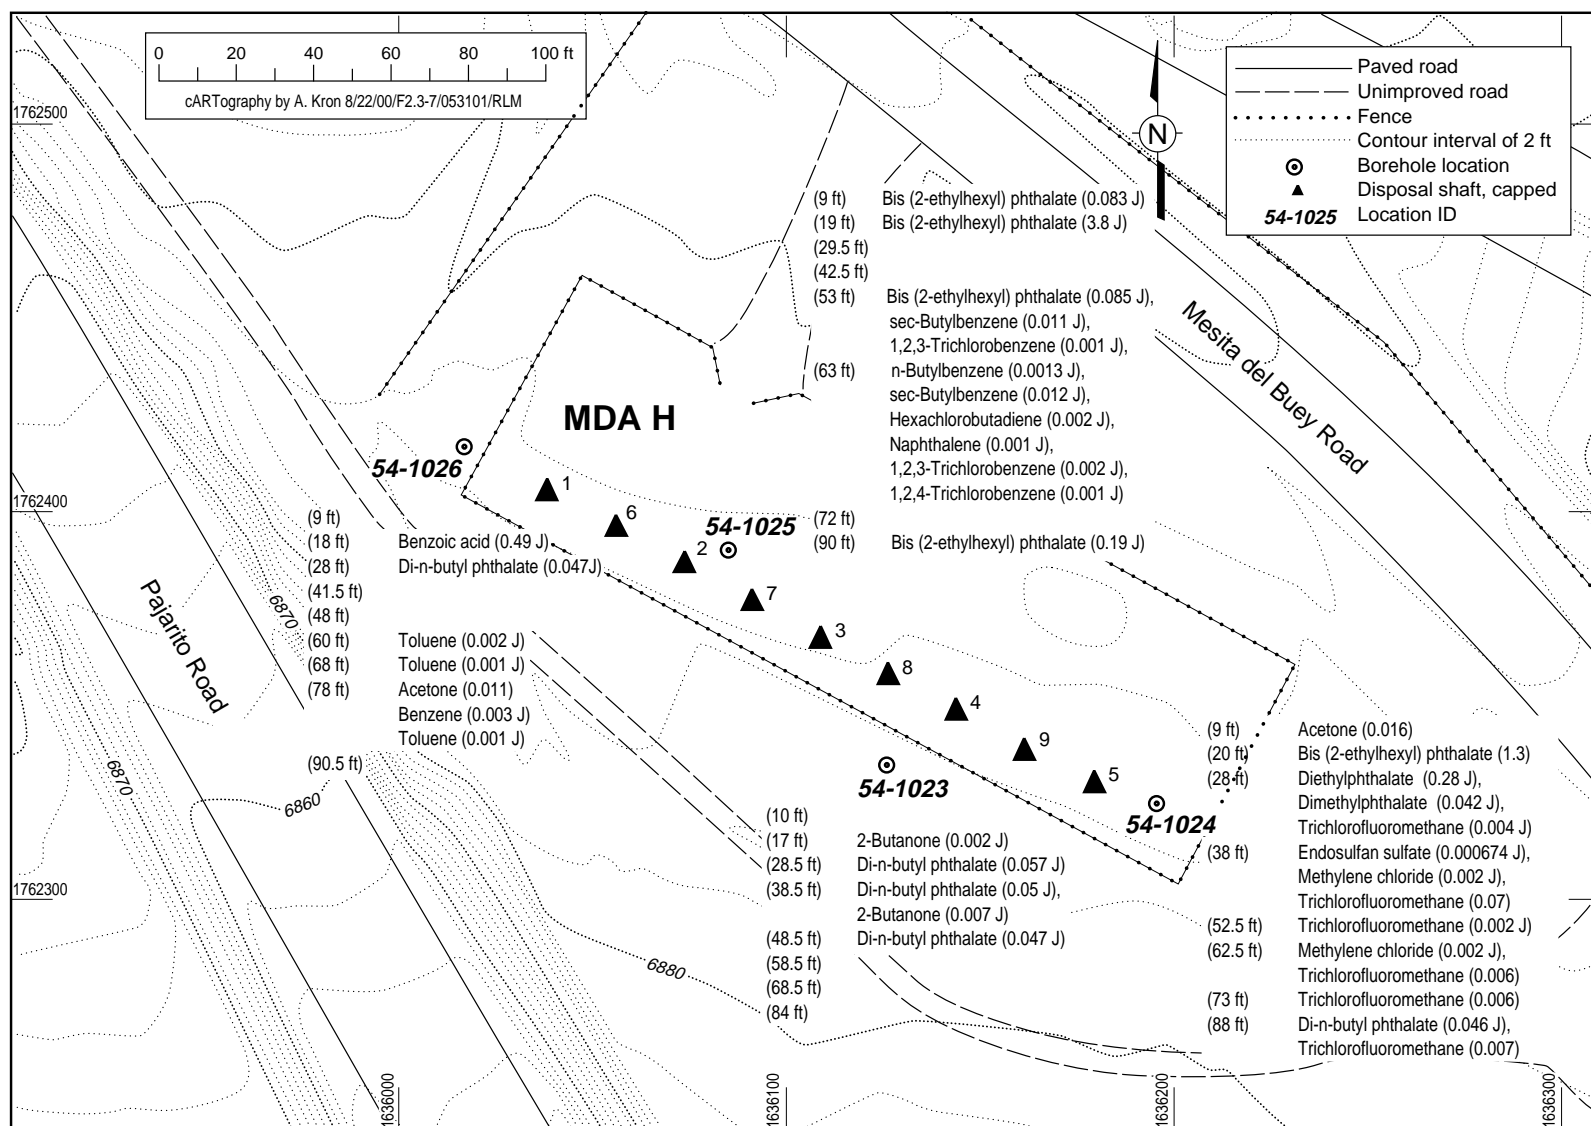 0 20 40 60 80 100 ft
cARTography by A. Kron 8/22/00/F2.3-7/053101/RLM
Paved road
Unimproved road
Fence
Contour interval of 2 ft
Borehole location
Disposal shaft, capped
54-1025 Location ID
N
1762500
1762400
1762300
1636000
1636100
1636200
1636300
Mesita del Buey Road
Pajarito Road
MDA H
54-1026
54-1025
54-1023
54-1024
1
6
2
7
3
8
4
9
5
6870
6870
6860
6880
(9 ft) Bis (2-ethylhexyl) phthalate (0.083 J)
(19 ft) Bis (2-ethylhexyl) phthalate (3.8 J)
(29.5 ft)
(42.5 ft)
(53 ft) Bis (2-ethylhexyl) phthalate (0.085 J),
sec-Butylbenzene (0.011 J),
1,2,3-Trichlorobenzene (0.001 J),
(63 ft) n-Butylbenzene (0.0013 J),
sec-Butylbenzene (0.012 J),
Hexachlorobutadiene (0.002 J),
Naphthalene (0.001 J),
1,2,3-Trichlorobenzene (0.002 J),
1,2,4-Trichlorobenzene (0.001 J)
(72 ft)
(90 ft) Bis (2-ethylhexyl) phthalate (0.19 J)
(9 ft)
(18 ft) Benzoic acid (0.49 J)
(28 ft) Di-n-butyl phthalate (0.047J)
(41.5 ft)
(48 ft)
(60 ft) Toluene (0.002 J)
(68 ft) Toluene (0.001 J)
(78 ft) Acetone (0.011)
Benzene (0.003 J)
Toluene (0.001 J)
(90.5 ft)
(10 ft)
(17 ft) 2-Butanone (0.002 J)
(28.5 ft) Di-n-butyl phthalate (0.057 J)
(38.5 ft) Di-n-butyl phthalate (0.05 J),
2-Butanone (0.007 J)
(48.5 ft) Di-n-butyl phthalate (0.047 J)
(58.5 ft)
(68.5 ft)
(84 ft)
(9 ft) Acetone (0.016)
(20 ft) Bis (2-ethylhexyl) phthalate (1.3)
(28 ft) Diethylphthalate (0.28 J),
Dimethylphthalate (0.042 J),
Trichlorofluoromethane (0.004 J)
(38 ft) Endosulfan sulfate (0.000674 J),
Methylene chloride (0.002 J),
Trichlorofluoromethane (0.07)
(52.5 ft) Trichlorofluoromethane (0.002 J)
(62.5 ft) Methylene chloride (0.002 J),
Trichlorofluoromethane (0.006)
(73 ft) Trichlorofluoromethane (0.006)
(88 ft) Di-n-butyl phthalate (0.046 J),
Trichlorofluoromethane (0.007)